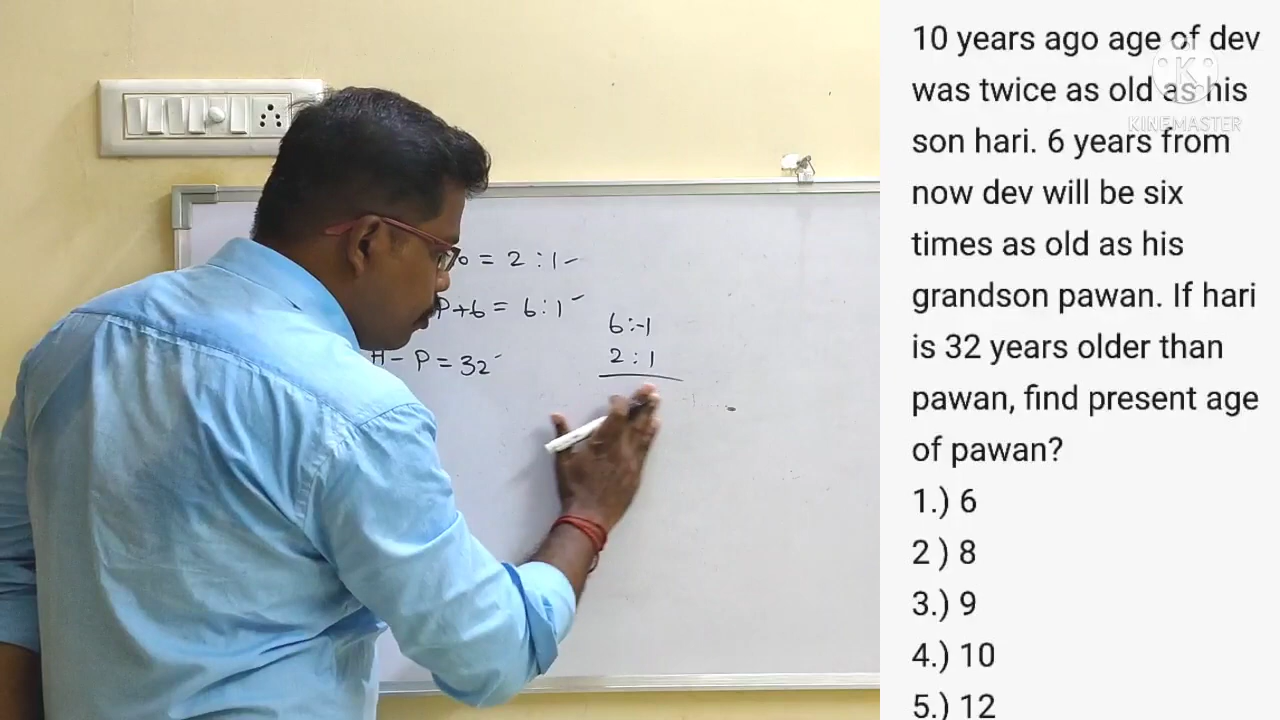 10 years ago age of dev
was twice as old as his
son hari. 6 years from
now dev will be six
times as old as his
grandson pawan. If hari
is 32 years older than
pawan, find present age
of pawan?
1.) 6
2 ) 8
3.) 9
4.) 10
5.) 12
KINEMASTER
= 2 : 1
P+6 = 6 : 1
H - P = 32
6 : 1
2 : 1